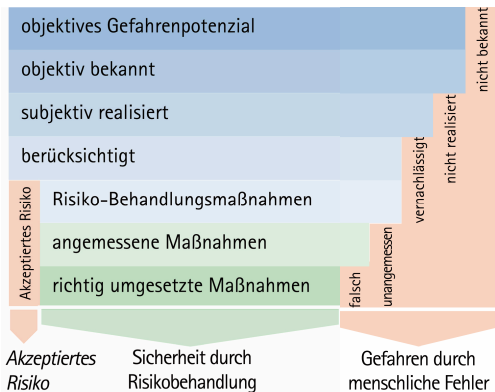 objektives Gefahrenpotenzial
objektiv bekannt
subjektiv realisiert
berücksichtigt
Risiko-Behandlungsmaßnahmen
angemessene Maßnahmen
richtig umgesetzte Maßnahmen
Akzeptiertes Risiko
falsch
unangemessen
vernachlässigt
nicht realisiert
nicht bekannt
Akzeptiertes
Risiko
Sicherheit durch
Risikobehandlung
Gefahren durch
menschliche Fehler